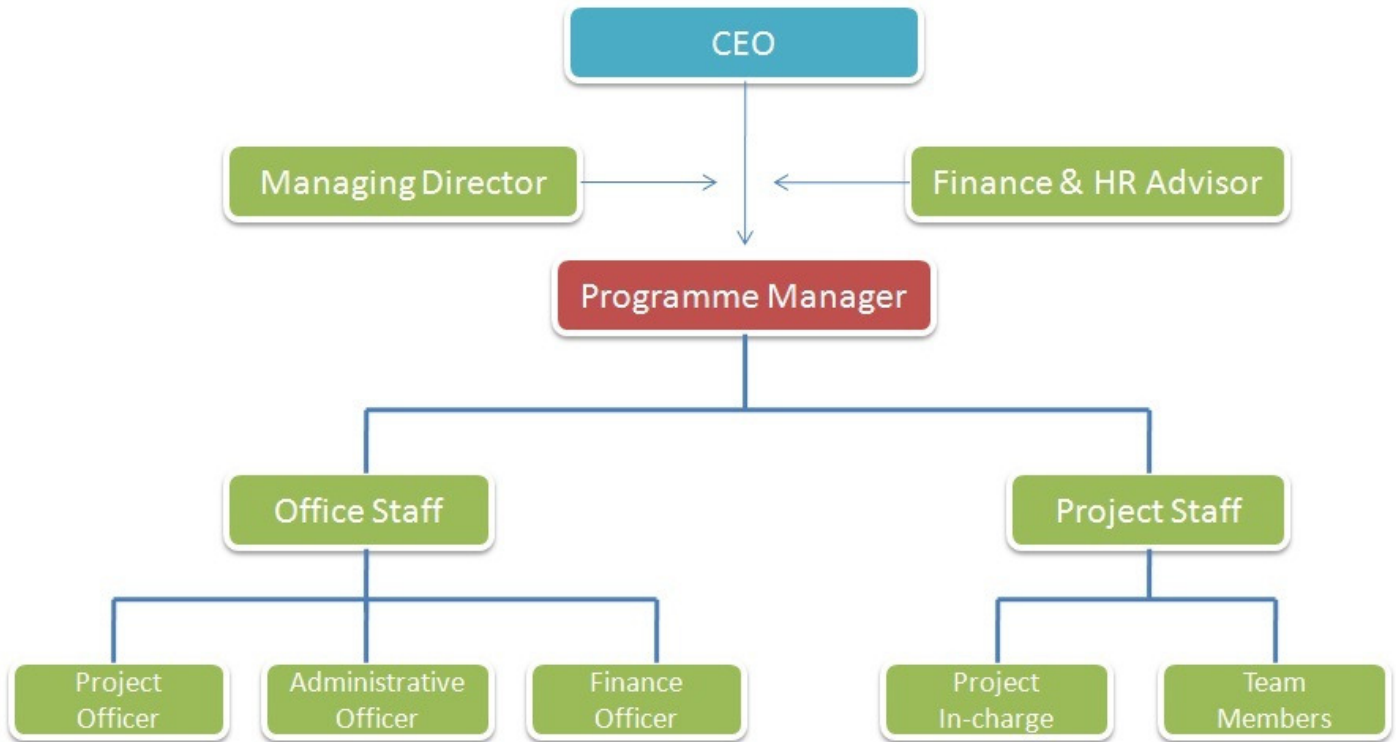 CEO
Managing Director
Finance & HR Advisor
Programme Manager
Office Staff
Project Staff
Project
Officer
Administrative
Officer
Finance
Officer
Project
In-charge
Team
Members